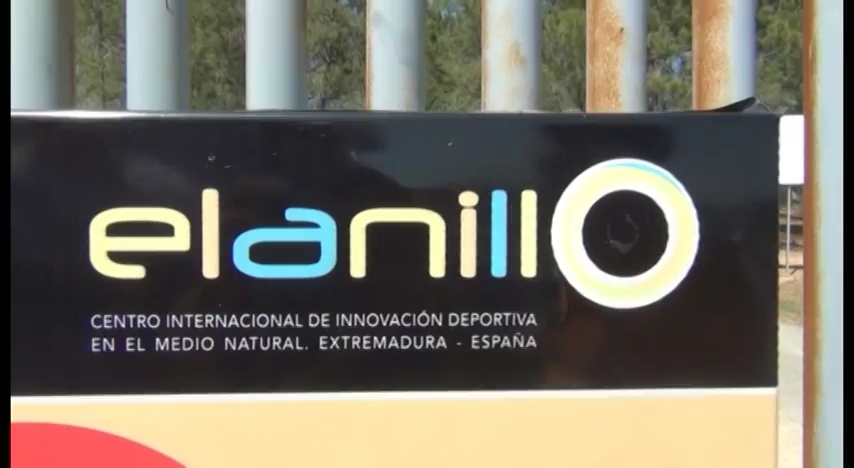 elanillo
CENTRO INTERNACIONAL DE INNOVACIÓN DEPORTIVA
EN EL MEDIO NATURAL. EXTREMADURA - ESPAÑA